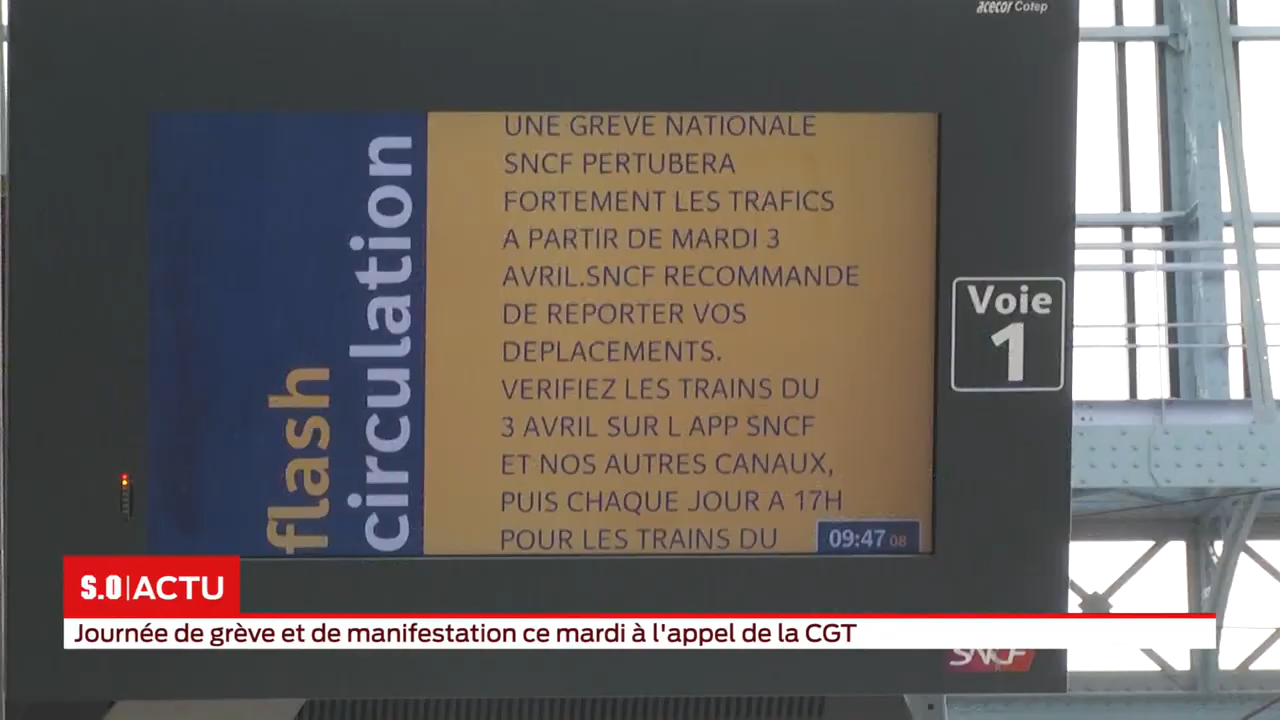 acecor Cotep
flash
circulation
UNE GREVE NATIONALE
SNCF PERTUBERA
FORTEMENT LES TRAFICS
A PARTIR DE MARDI 3
AVRIL.SNCF RECOMMANDE
DE REPORTER VOS
DEPLACEMENTS.
VERIFIEZ LES TRAINS DU
3 AVRIL SUR L APP SNCF
ET NOS AUTRES CANAUX,
PUIS CHAQUE JOUR A 17H
POUR LES TRAINS DU
09:47 08
Voie
1
S.O|ACTU
Journée de grève et de manifestation ce mardi à l'appel de la CGT
SNCF